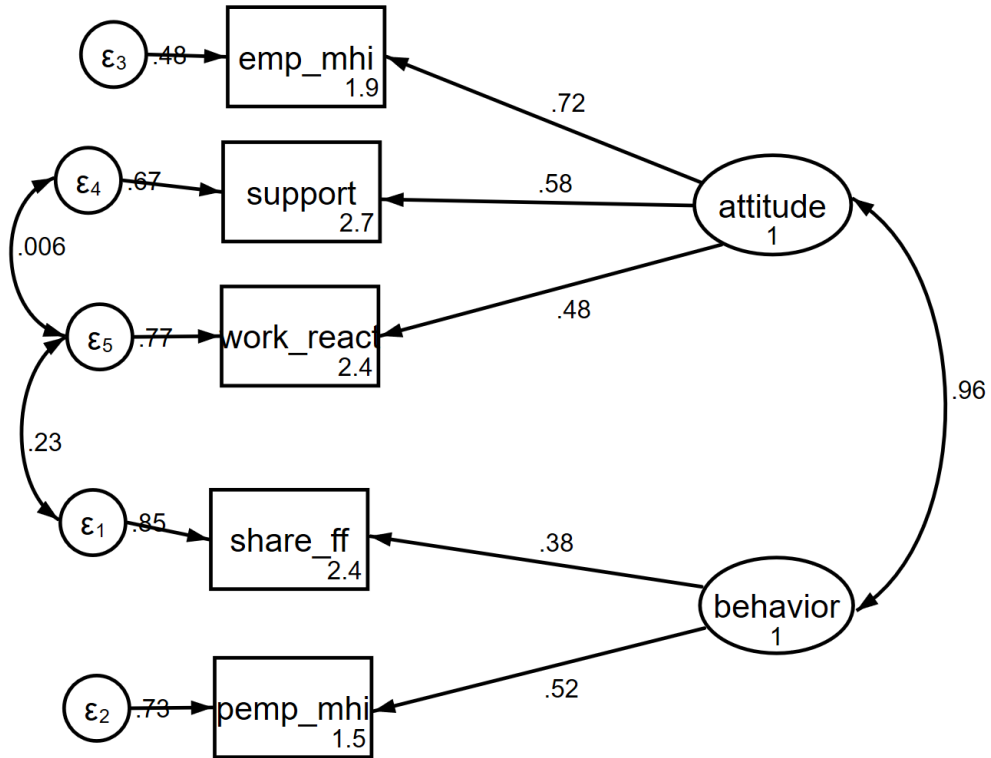 ε3
.48
emp_mhi
1.9
.72
ε4
.67
support
2.7
.58
attitude
1
.006
ε5
.77
work_react
2.4
.48
.96
.23
ε1
.85
share_ff
2.4
.38
behavior
1
ε2
.73
pemp_mhi
1.5
.52